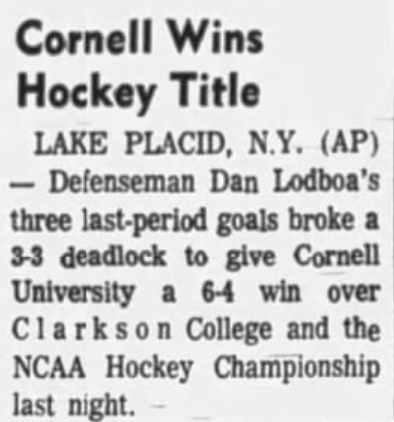 Cornell Wins
Hockey Title
LAKE PLACID, N.Y. (AP)
— Defenseman Dan Lodboa's
three last-period goals broke a
3-3 deadlock to give Cornell
University a 6-4 win over
Clarkson College and the
NCAA Hockey Championship
last night.